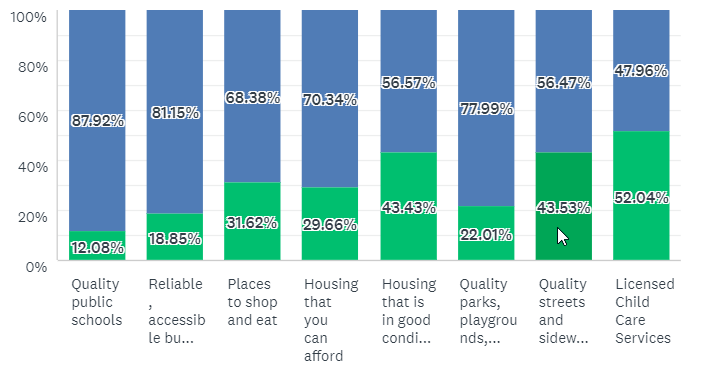 100%
80%
60%
40%
20%
0%
87.92%
81.15%
68.38%
70.34%
56.57%
77.99%
56.47%
47.96%
12.08%
18.85%
31.62%
29.66%
43.43%
22.01%
43.53%
52.04%
Quality
public
schools
Reliable
,
accessib
le bu...
Places
to shop
and eat
Housing
that
you
can
afford
Housing
that is
in good
condi...
Quality
parks,
playgrou
nds,...
Quality
streets
and
sidew...
Licensed
Child
Care
Services